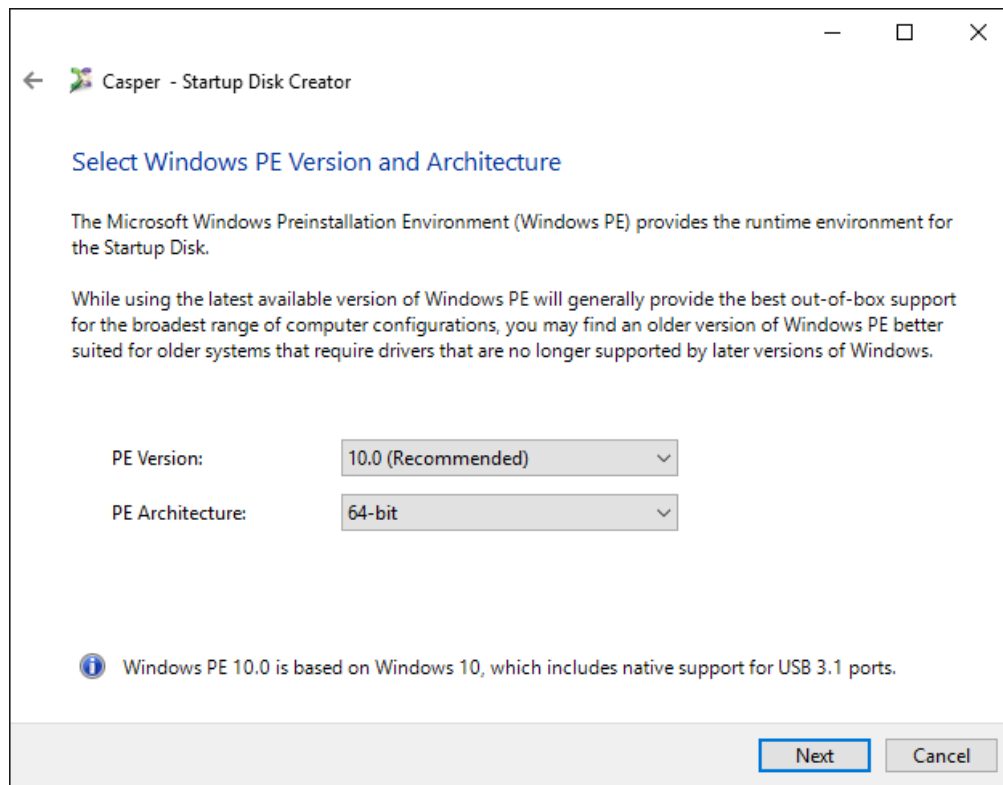 Casper - Startup Disk Creator
Select Windows PE Version and Architecture
The Microsoft Windows Preinstallation Environment (Windows PE) provides the runtime environment for
the Startup Disk.
While using the latest available version of Windows PE will generally provide the best out-of-box support
for the broadest range of computer configurations, you may find an older version of Windows PE better
suited for older systems that require drivers that are no longer supported by later versions of Windows.
PE Version: 10.0 (Recommended)
PE Architecture: 64-bit
Windows PE 10.0 is based on Windows 10, which includes native support for USB 3.1 ports.
Next Cancel